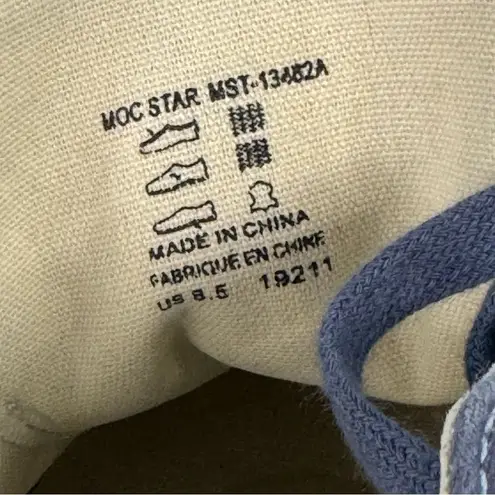 MOC STAR MST-13482A
MADE IN CHINA
FABRIQUE EN CHINE
US 8.5 19211